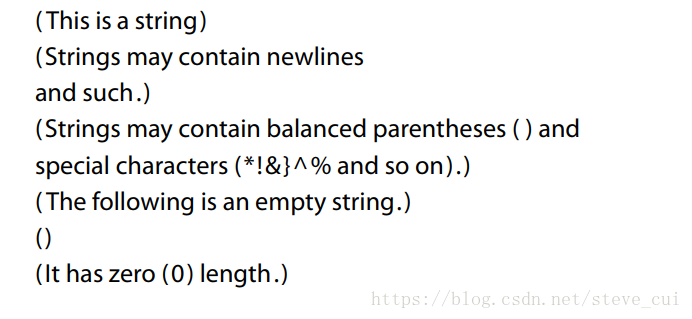 (This is a string)
(Strings may contain newlines
and such.)
(Strings may contain balanced parentheses ( ) and
special characters (*!&}^% and so on).)
(The following is an empty string.)
()
(It has zero (0) length.)
https://blog.csdn.net/steve_cui